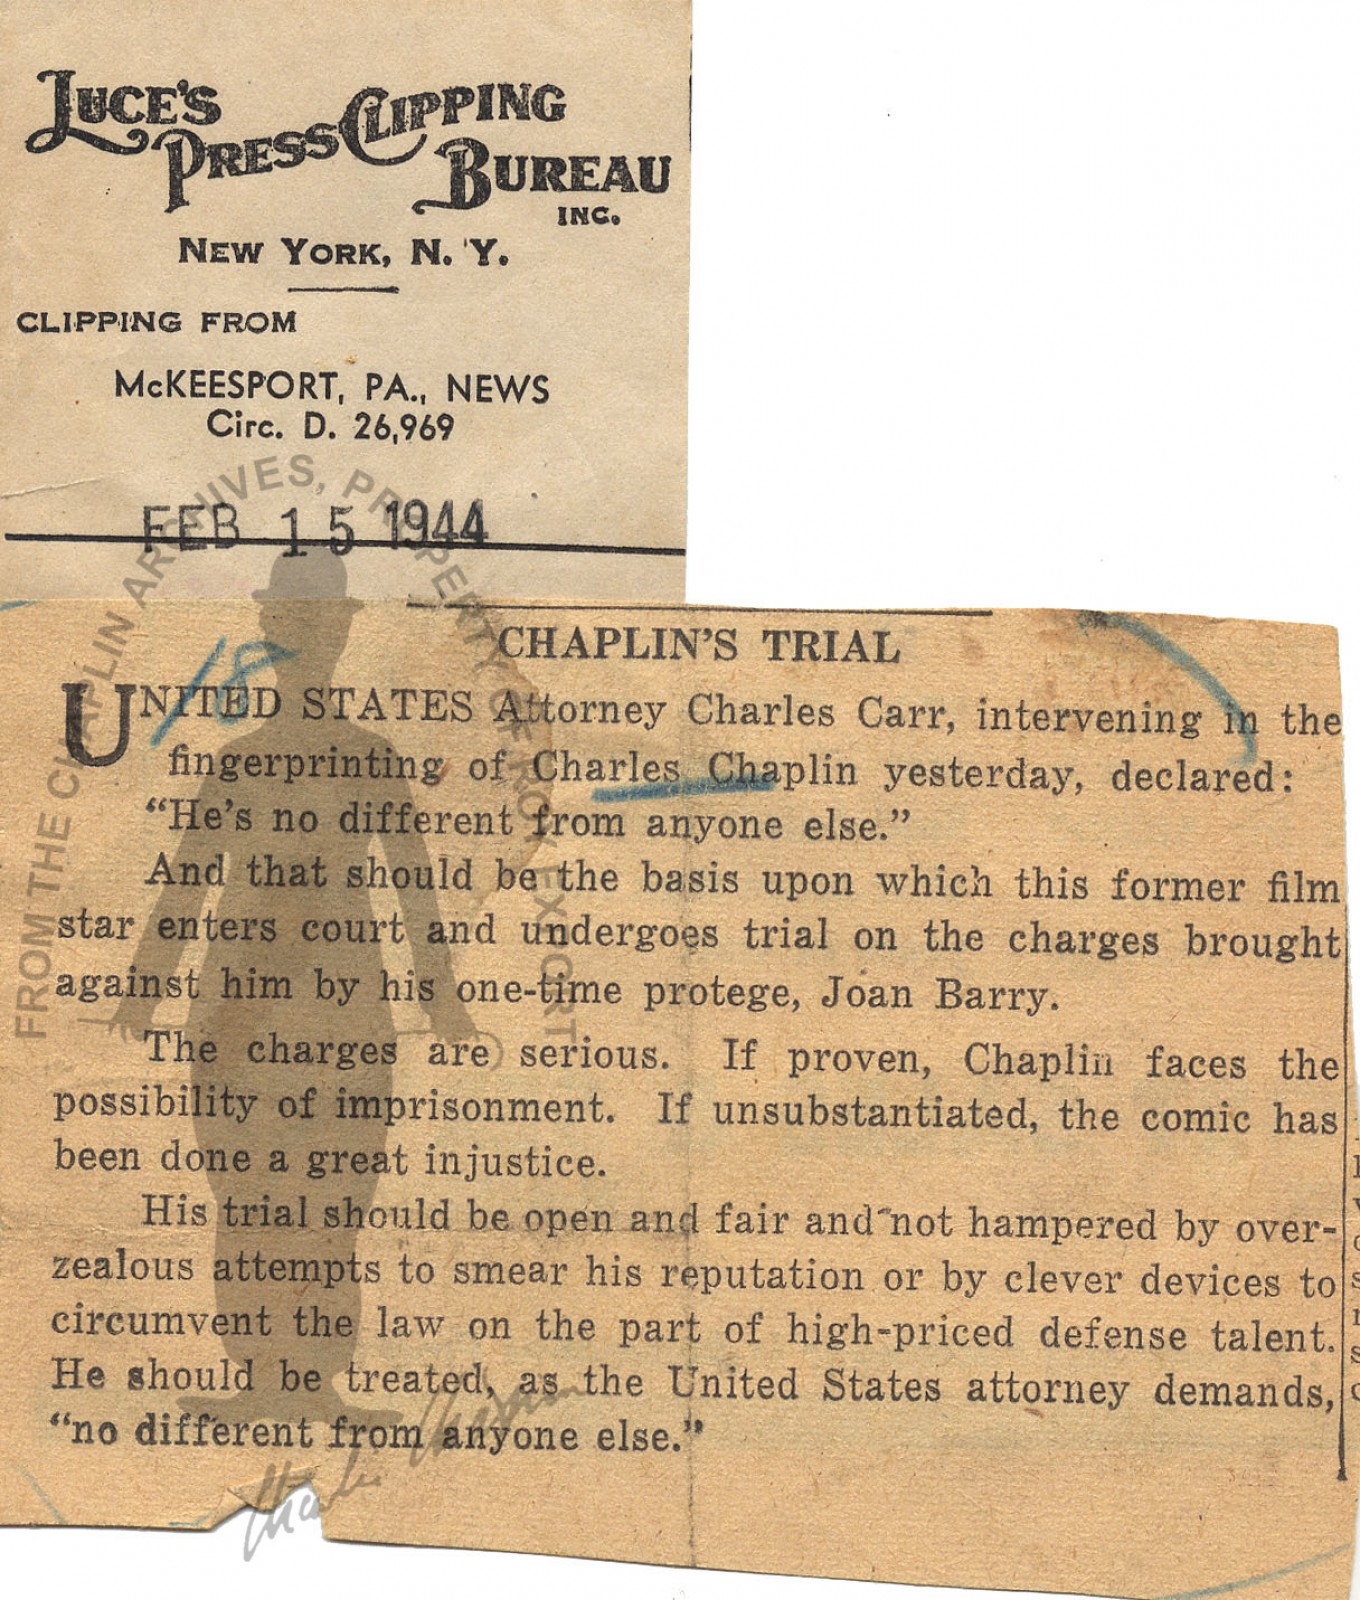 LUCE'S
PRESS CLIPPING
BUREAU
INC.
NEW YORK, N. Y.
CLIPPING FROM
McKEESPORT, PA., NEWS
Circ. D. 26,969
FEB 15 1944
FROM THE CHAPLIN ARCHIVES, PROPERTY OF ROY EXPORT
18
CHAPLIN'S TRIAL
UNITED STATES Attorney Charles Carr, intervening in the
fingerprinting of Charles Chaplin yesterday, declared:
"He's no different from anyone else."
And that should be the basis upon which this former film
star enters court and undergoes trial on the charges brought
against him by his one-time protege, Joan Barry.
The charges are serious. If proven, Chaplin faces the
possibility of imprisonment. If unsubstantiated, the comic has
been done a great injustice.
His trial should be open and fair and not hampered by over-
zealous attempts to smear his reputation or by clever devices to
circumvent the law on the part of high-priced defense talent.
He should be treated, as the United States attorney demands,
"no different from anyone else."
Charlie Chaplin